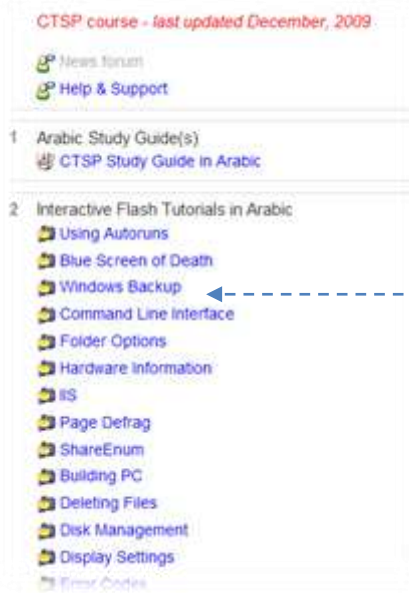 CTSP course - last updated December, 2009
News forum
Help & Support
1 Arabic Study Guide(s)
CTSP Study Guide in Arabic
2 Interactive Flash Tutorials in Arabic
Using Autoruns
Blue Screen of Death
Windows Backup
Command Line Interface
Folder Options
Hardware Information
IIS
Page Defrag
ShareEnum
Building PC
Deleting Files
Disk Management
Display Settings
Error Codes